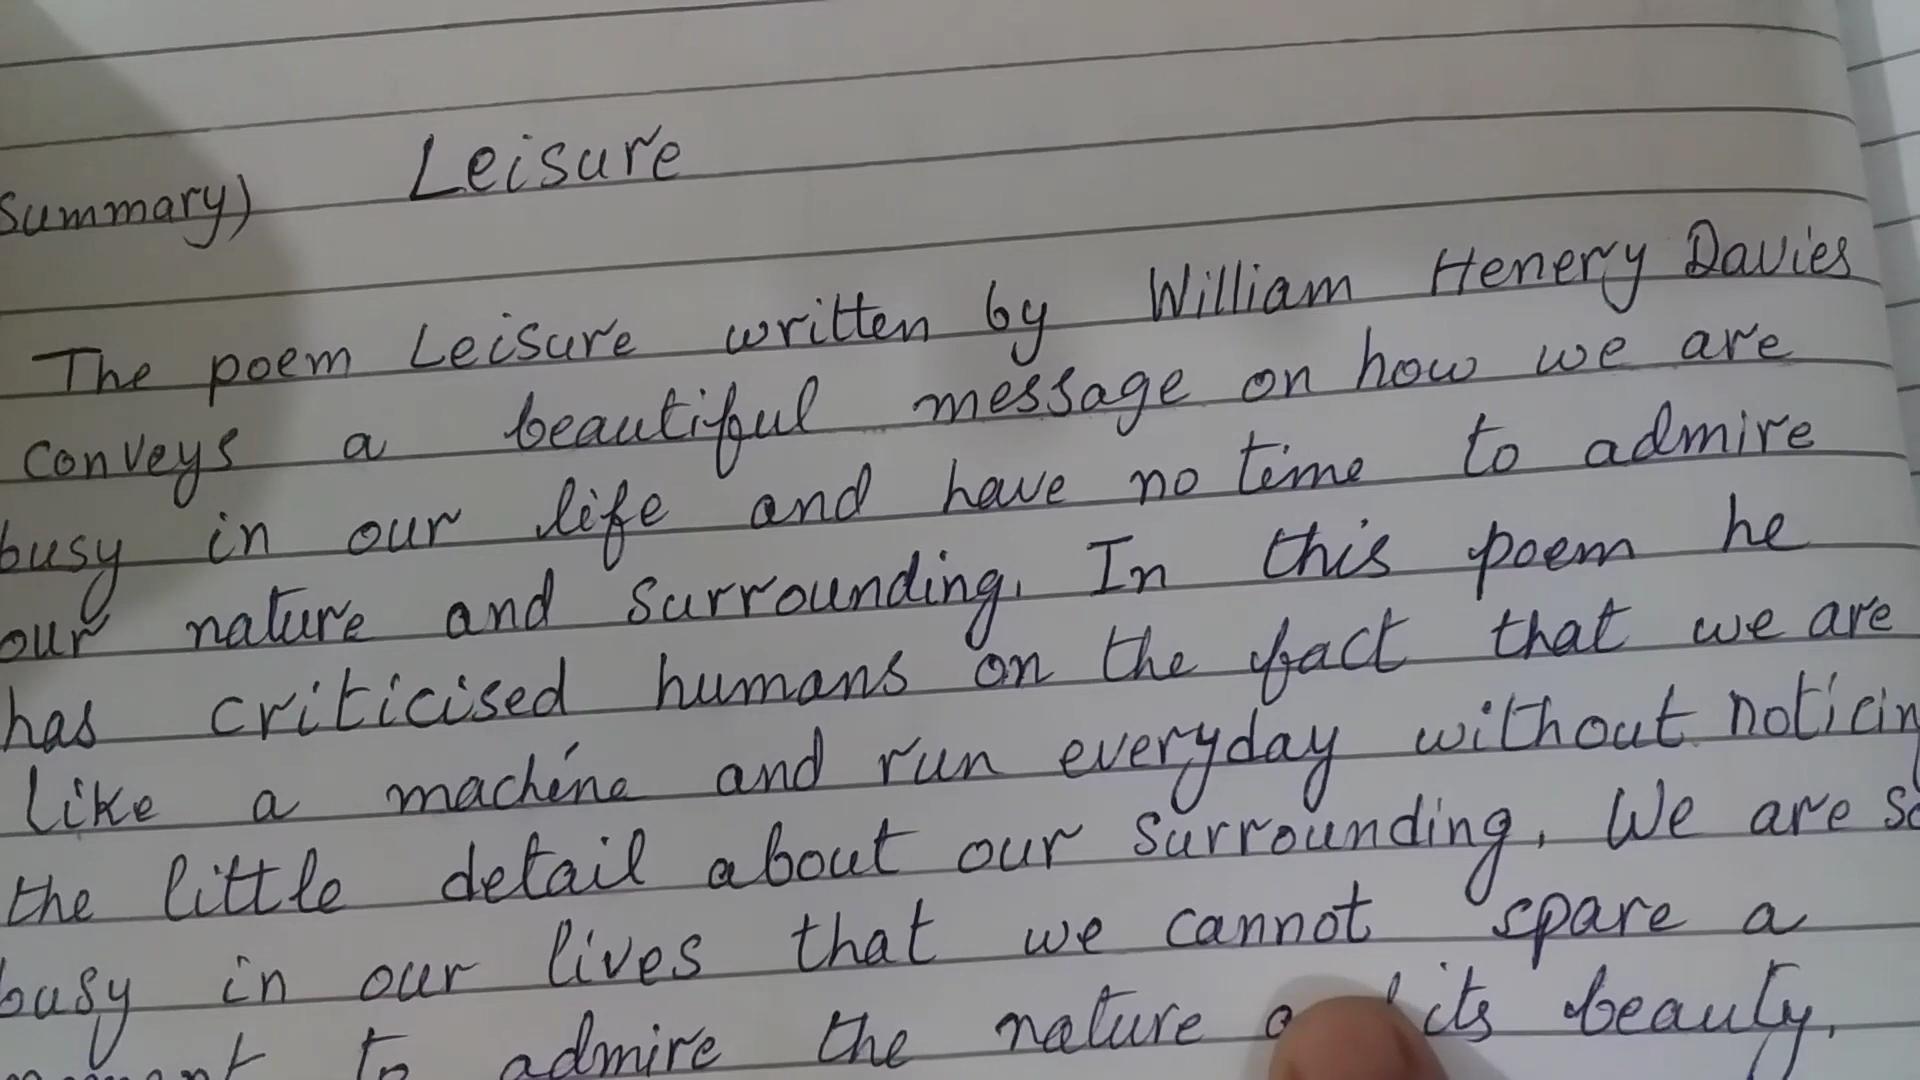 Leisure
Summary)
The poem Leisure written by William Henery Davies
conveys a beautiful message on how we are
busy in our life and have no time to admire
our nature and surrounding. In this poem he
has criticised humans on the fact that we are
like a machine and run everyday without noticin
the little detail about our surrounding. We are so
busy in our lives that we cannot spare a
to admire the nature its beauty.